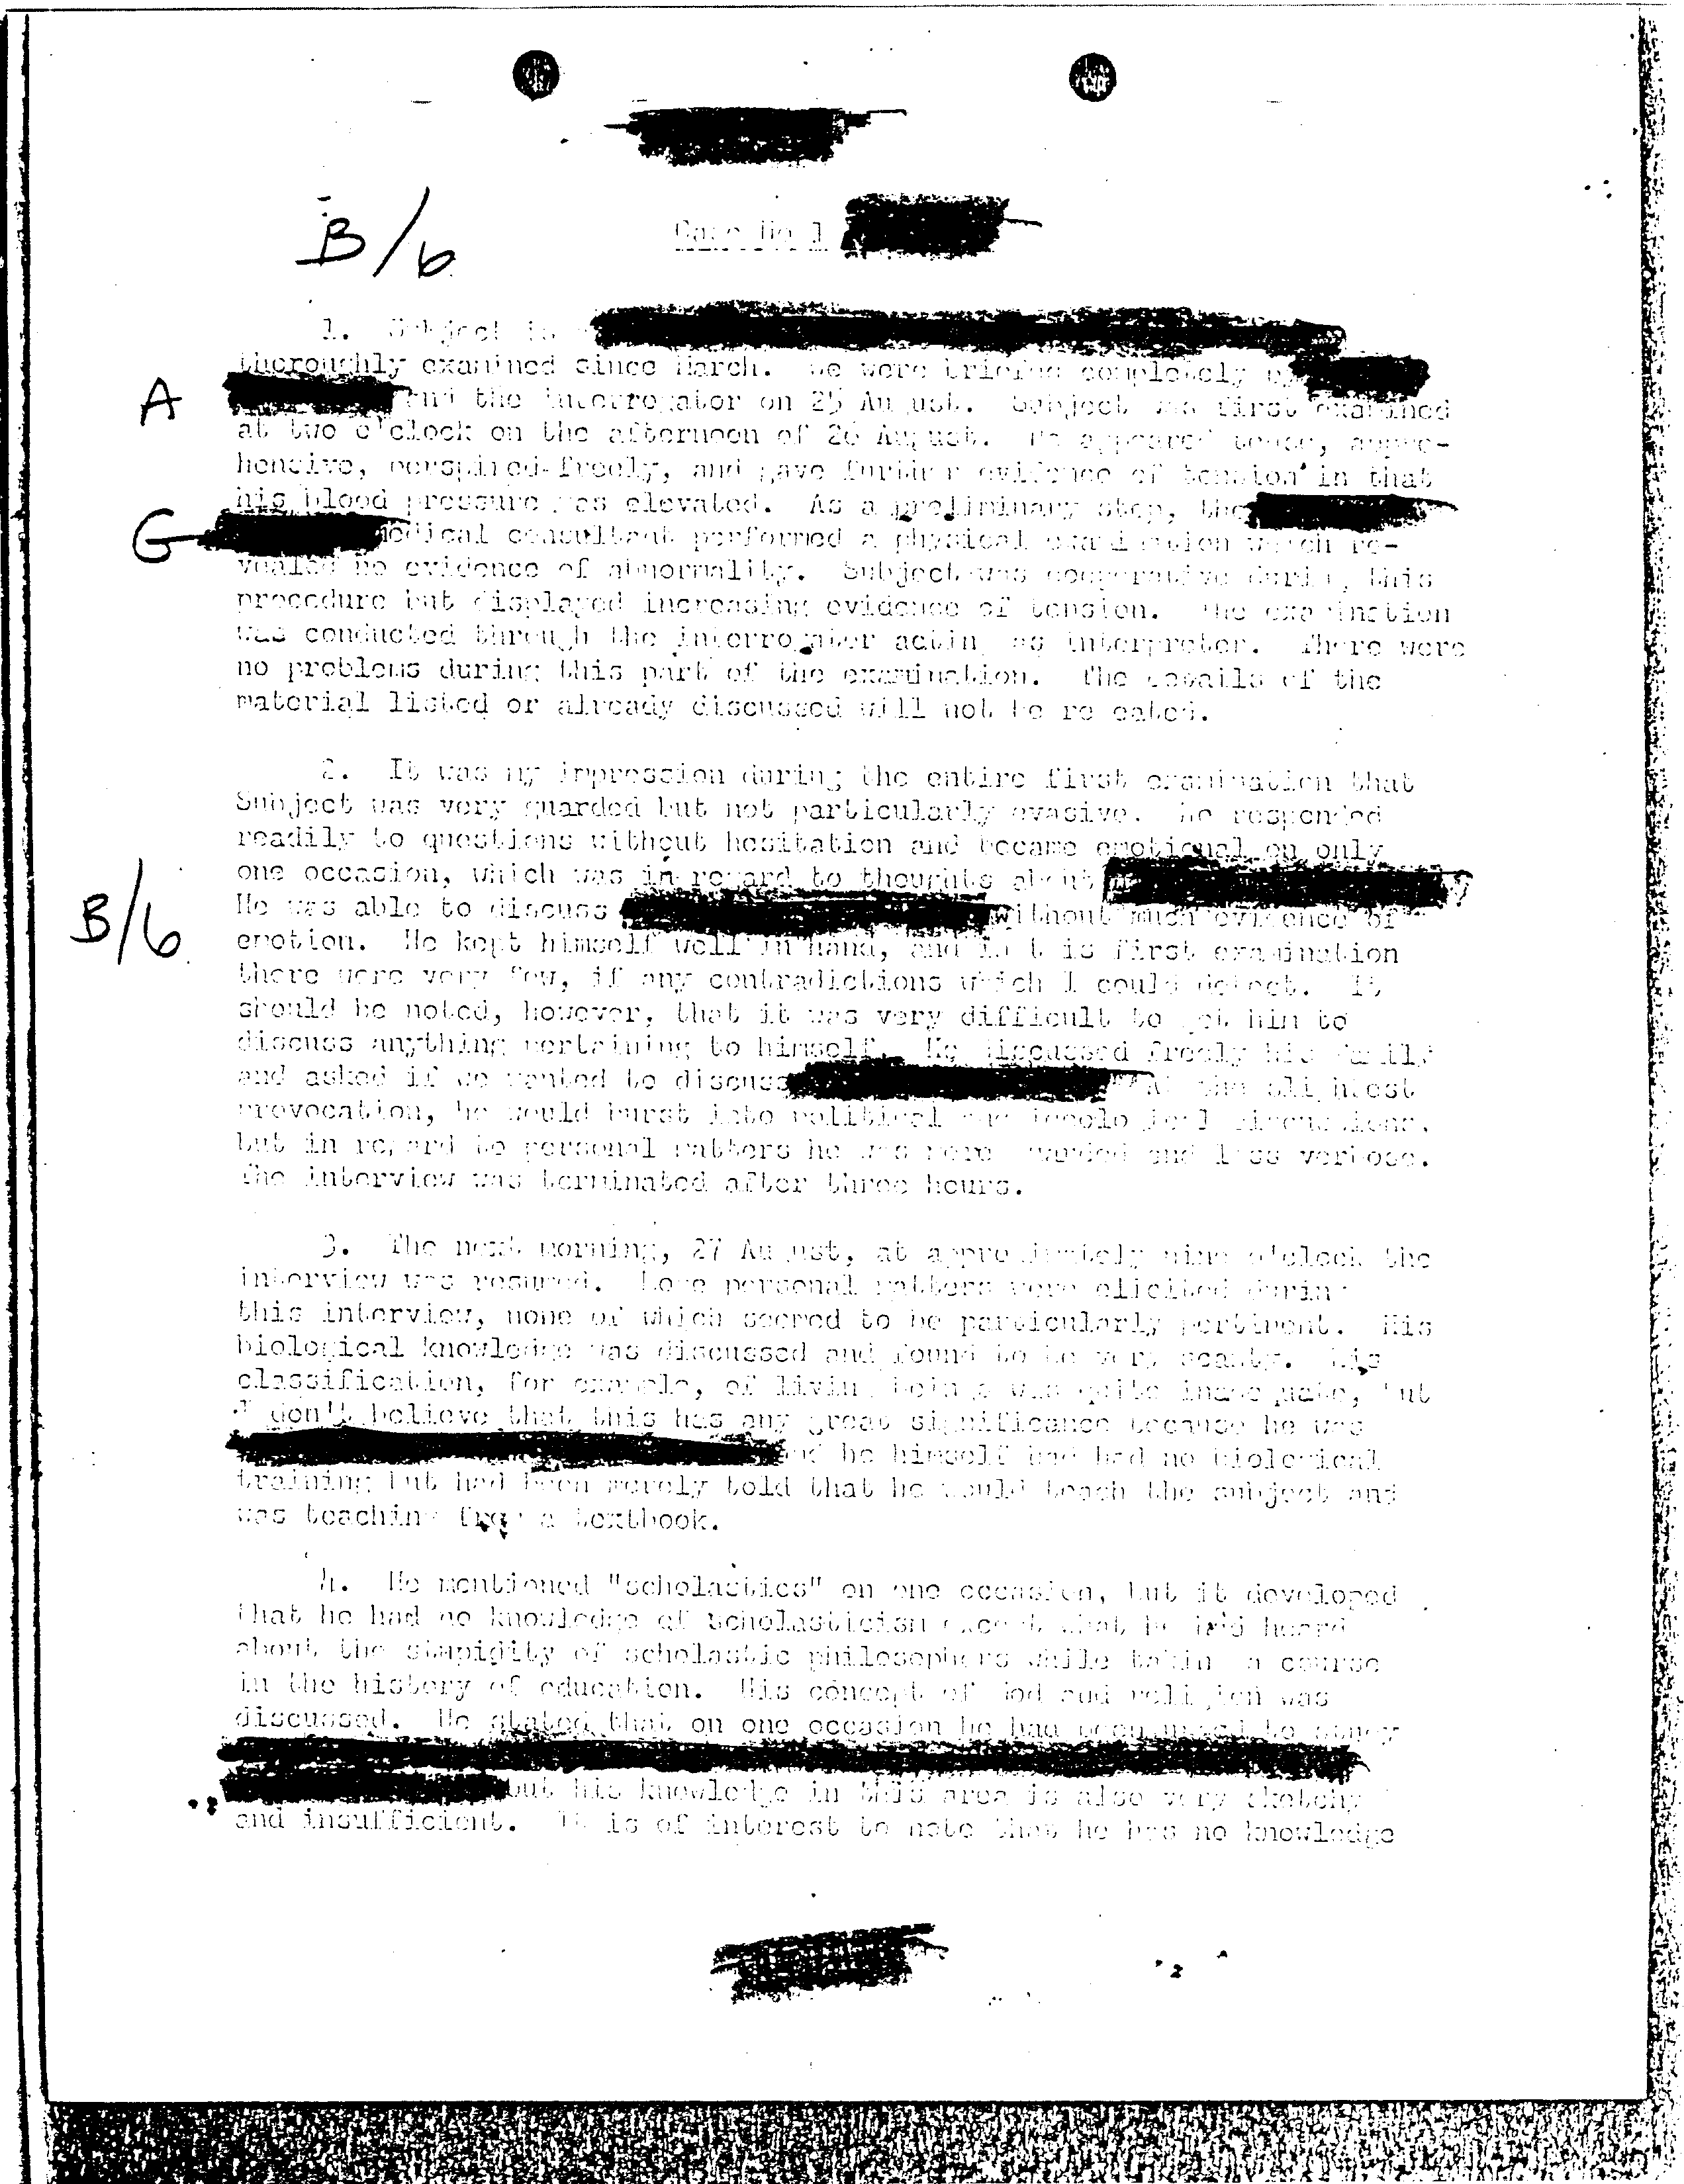 B/6
Case No 1
1. Subject is
thoroughly examined since March. We were briefed completely by
A
and the interrogator on 25 August. Subject was first examined
at two o'clock on the afternoon of 26 August. He appeared tense, appre-
hensive, perspired freely, and gave further evidence of tension in that
his blood pressure was elevated. As a preliminary step, the
G
medical consultant performed a physical examination which re-
vealed no evidence of abnormality. Subject was cooperative during this
procedure but displayed increasing evidence of tension. The examination
was conducted through the interrogator acting as interpreter. There were
no problems during this part of the examination. The details of the
material listed or already discussed will not be repeated.
2. It was my impression during the entire first examination that
Subject was very guarded but not particularly evasive. He responded
readily to questions without hesitation and became emotional on only
one occasion, which was in regard to thoughts about
B/6
He was able to discuss without much evidence of
emotion. He kept himself well in hand, and in this first examination
there were very few, if any contradictions which I could detect. It
should be noted, however, that it was very difficult to get him to
discuss anything pertaining to himself. He discussed freely his family
and asked if we wanted to discuss At the slightest
provocation, he would burst into political and ideological discussions,
but in regard to personal matters he was more guarded and less verbose.
The interview was terminated after three hours.
3. The next morning, 27 August, at approximately nine o'clock the
interview was resumed. personal matters were elicited during
this interview, none of which seemed to be particularly pertinent. His
biological knowledge was discussed and found to be very scanty. His
classification, for example, of living beings was quite inadequate, but
I don't believe that this has any great significance because he was
and he himself had had no biological
training but had been merely told that he would teach the subject and
was teaching from a textbook.
4. He mentioned "scholastics" on one occasion, but it developed
that he had no knowledge of scholasticism except what he had heard
about the stupidity of scholastic philosophers while taking a course
in the history of education. His concept of God and religion was
discussed. He stated that on one occasion he had been asked to study
but his knowledge in this area is also very sketchy
and insufficient. It is of interest to note that he has no knowledge